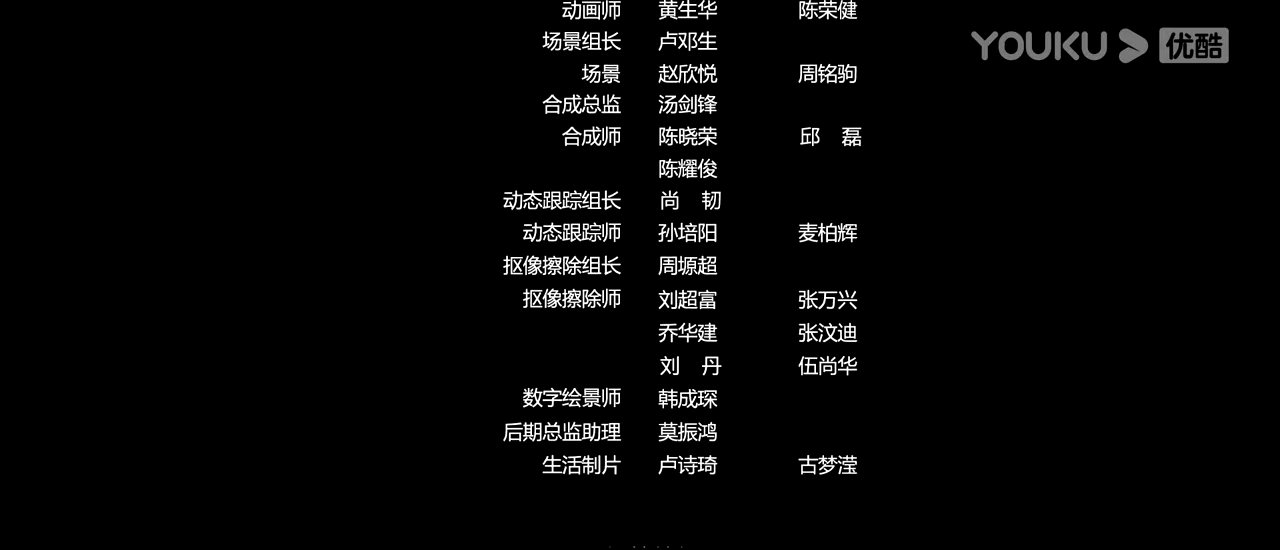 动画师 黄生华 陈荣健
场景组长 卢邓生
YOUKU 优酷
场景 赵欣悦 周铭驹
合成总监 汤剑锋
合成师 陈晓荣 邱 磊
陈耀俊
动态跟踪组长 尚 韧
动态跟踪师 孙培阳 麦柏辉
抠像擦除组长 周塬超
抠像擦除师 刘超富 张万兴
乔华建 张汶迪
刘 丹 伍尚华
数字绘景师 韩成琛
后期总监助理 莫振鸿
生活制片 卢诗琦 古梦滢